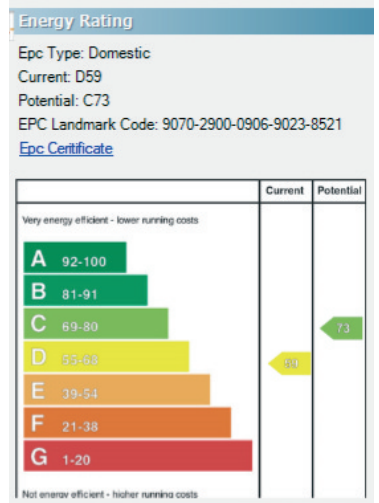 Energy Rating
Epc Type: Domestic
Current: D59
Potential: C73
EPC Landmark Code: 9070-2900-0906-9023-8521
Epc Ceritificate
Current Potential
Very energy efficient - lower running costs
A 92-100
B 81-91
C 69-80
73
D 55-68
E 39-54
F 21-38
G 1-20
Not energy efficient - higher running costs